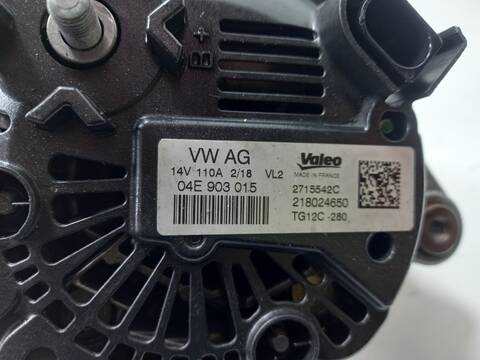 B+
VW AG
14V 110A 2/18 VL2
04E 903 015
Valeo
MADE IN FRANCE
2715542C
218024650
TG12C -280